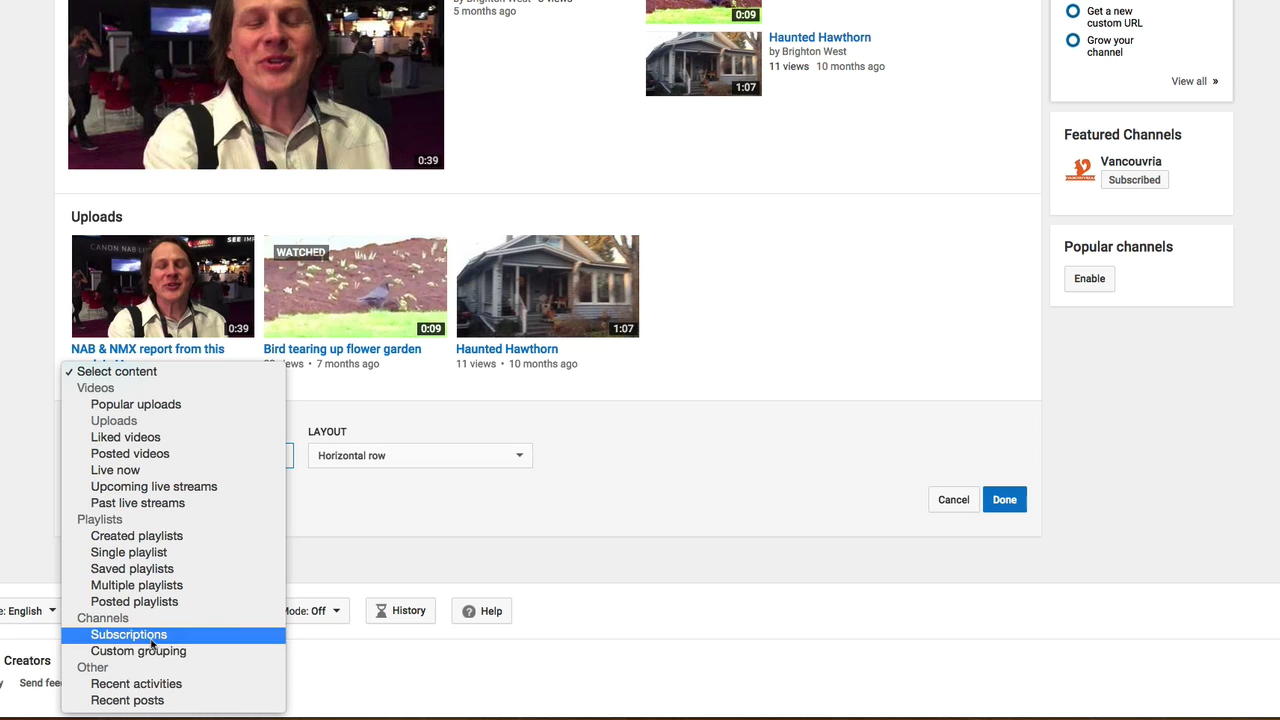 by Brighton West
5 months ago
0:39
0:09
Haunted Hawthorn
by Brighton West
11 views 10 months ago
1:07
Get a new
custom URL
Grow your
channel
View all »
Featured Channels
Vancouvria
Subscribed
Popular channels
Enable
Uploads
CANON NAB
SEE
0:39
NAB & NMX report from this
WATCHED
0:09
Bird tearing up flower garden
views • 7 months ago
1:07
Haunted Hawthorn
11 views • 10 months ago
✓ Select content
Videos
Popular uploads
Uploads
Liked videos
Posted videos
Live now
Upcoming live streams
Past live streams
Playlists
Created playlists
Single playlist
Saved playlists
Multiple playlists
Posted playlists
Channels
Subscriptions
Custom grouping
Other
Recent activities
Recent posts
LAYOUT
Horizontal row
Cancel
Done
e: English
Mode: Off
History
Help
Creators
y Send fee